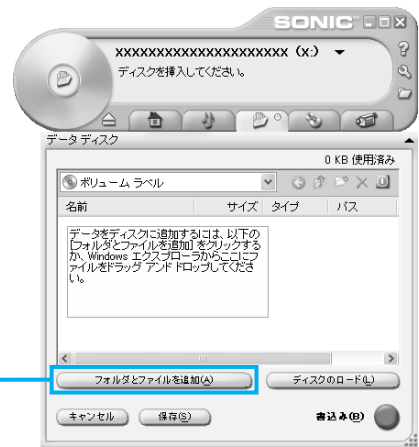 SONIC
XXXXXXXXXXXXXXXXXXXXX (X:)
ディスクを挿入してください。
データ ディスク
0 KB 使用済み
ボリューム ラベル
名前 サイズ タイプ パス
データをディスクに追加するには、以下の
[フォルダとファイルを追加] をクリックする
か、Windows エクスプローラからここにフ
ァイルをドラッグ アンド ドロップしてくださ
い。
フォルダとファイルを追加(A)
ディスクのロード(L)
キャンセル 保存(S) 書込み(B)